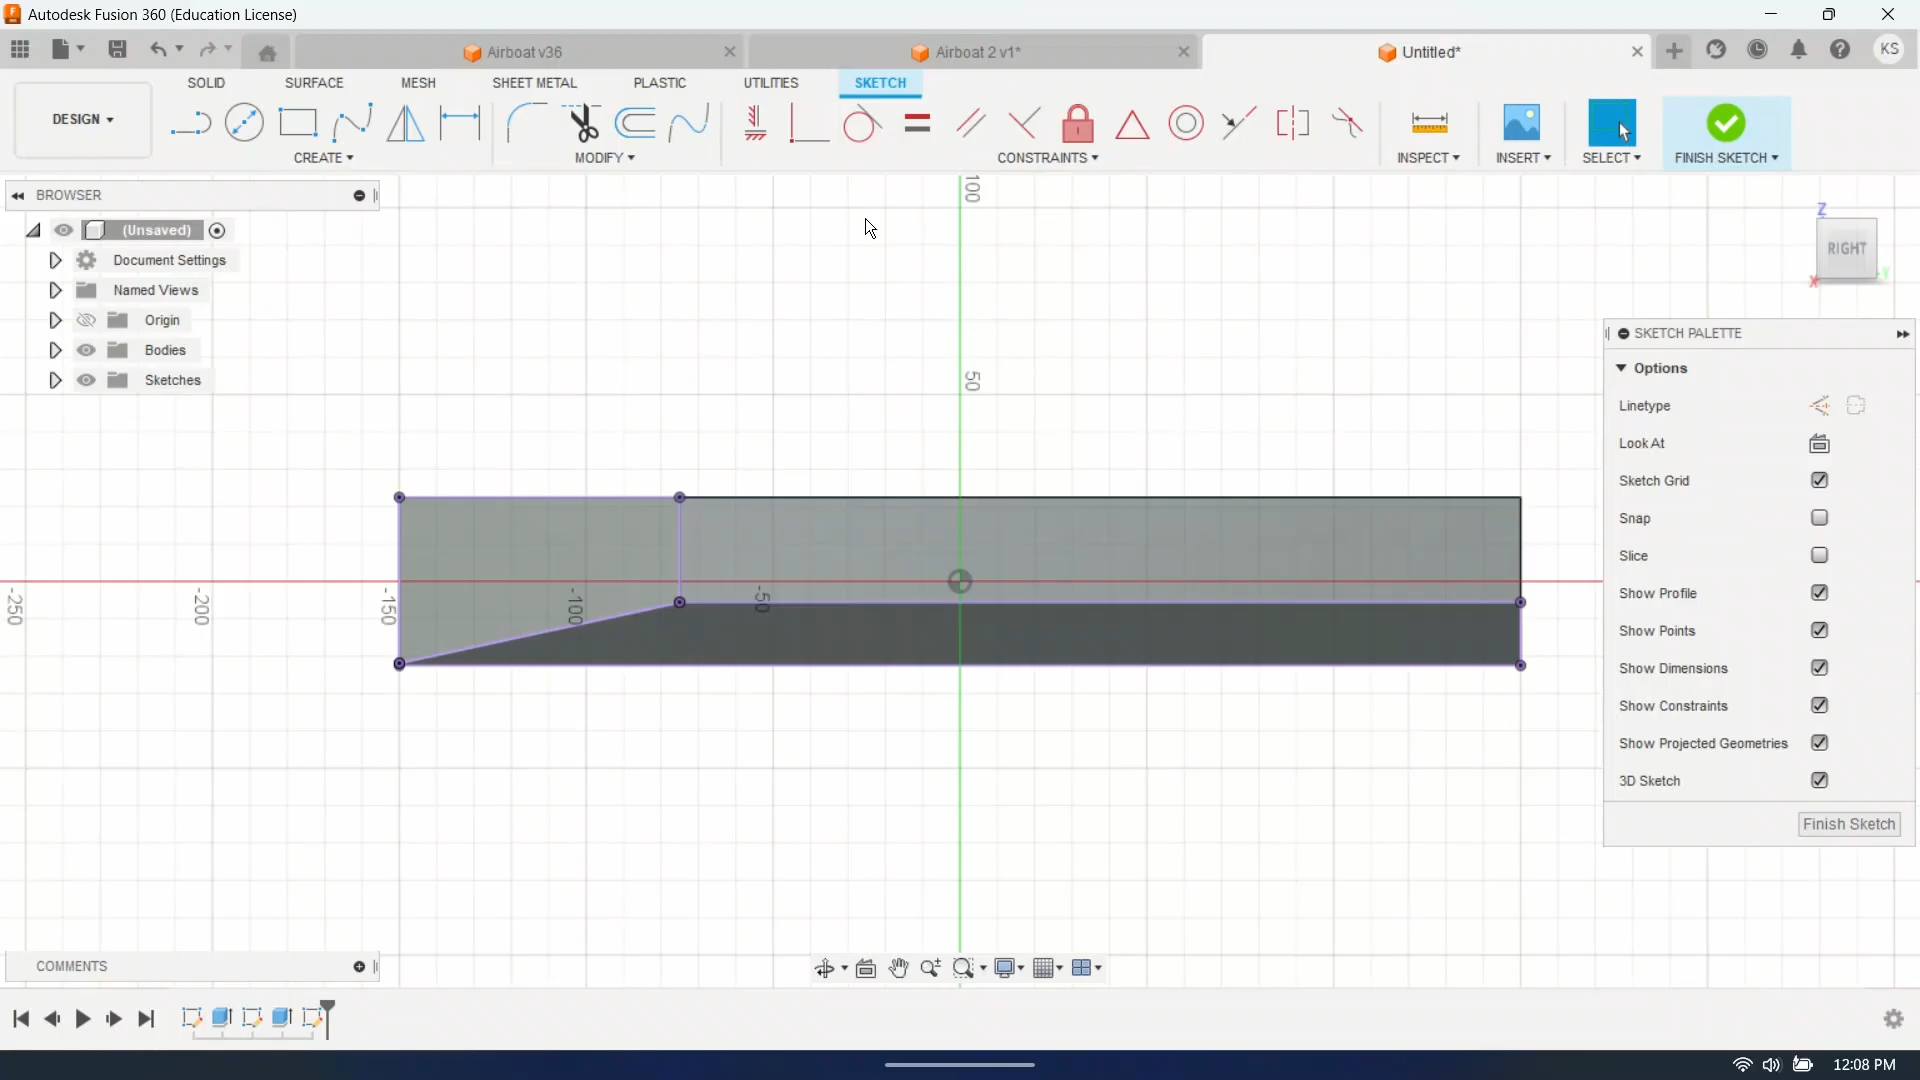 Autodesk Fusion 360 (Education License)
Airboat v36
Airboat 2 v1*
Untitled*
KS
SOLID
SURFACE
MESH
SHEET METAL
PLASTIC
UTILITIES
SKETCH
DESIGN
CREATE
MODIFY
CONSTRAINTS
INSPECT
INSERT
SELECT
FINISH SKETCH
BROWSER
(Unsaved)
Document Settings
Named Views
Origin
Bodies
Sketches
100
50
-250
-200
-150
-100
-50
Z
RIGHT
X
Y
SKETCH PALETTE
Options
Linetype
Look At
Sketch Grid
Snap
Slice
Show Profile
Show Points
Show Dimensions
Show Constraints
Show Projected Geometries
3D Sketch
Finish Sketch
COMMENTS
12:08 PM